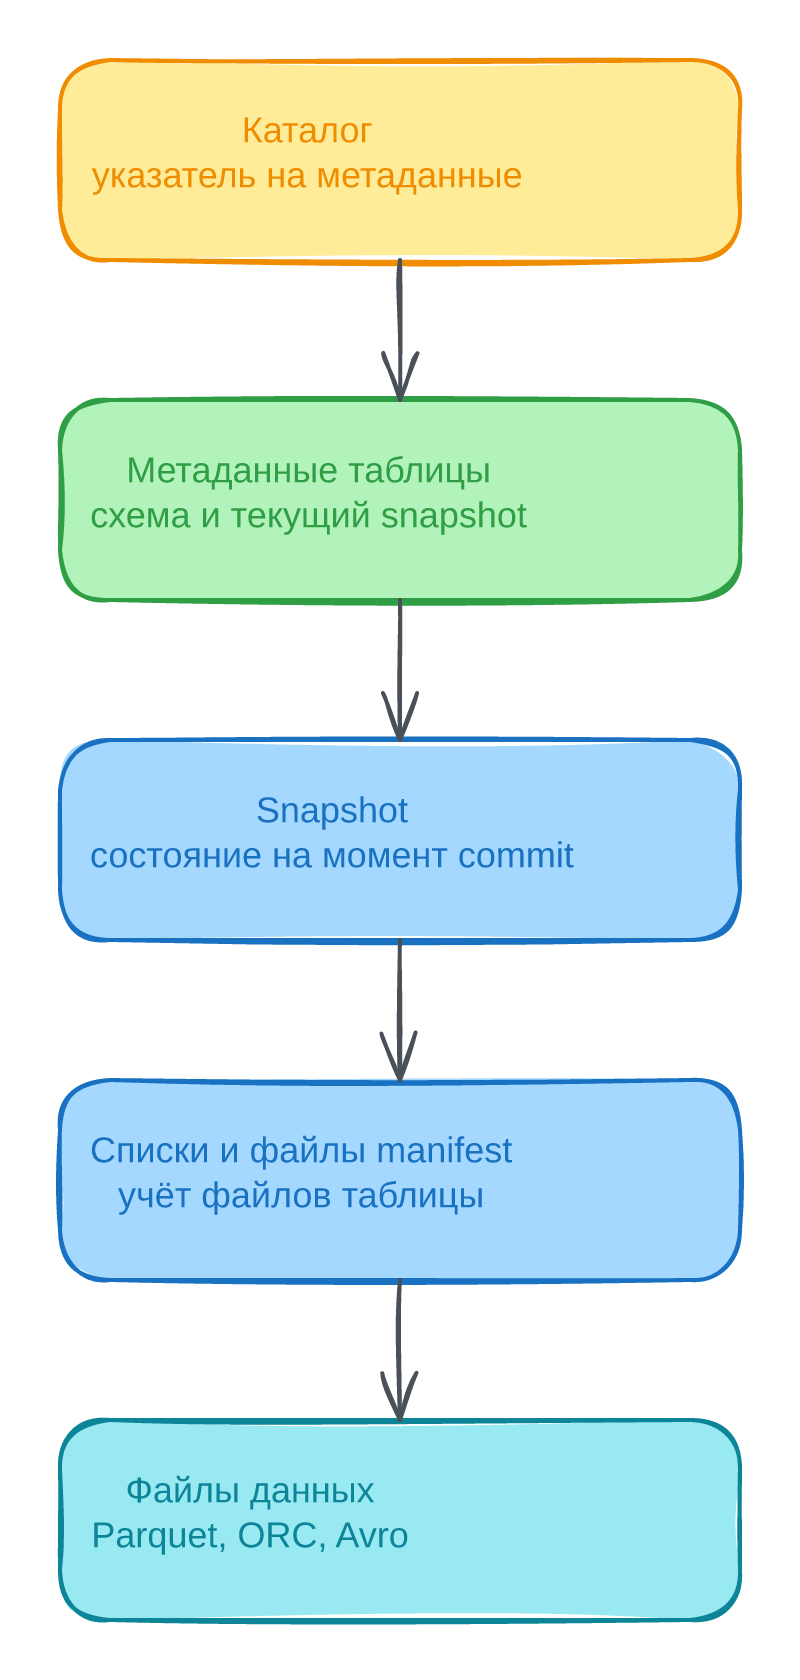 Каталог
указатель на метаданные
Метаданные таблицы
схема и текущий snapshot
Snapshot
состояние на момент commit
Списки и файлы manifest
учёт файлов таблицы
Файлы данных
Parquet, ORC, Avro